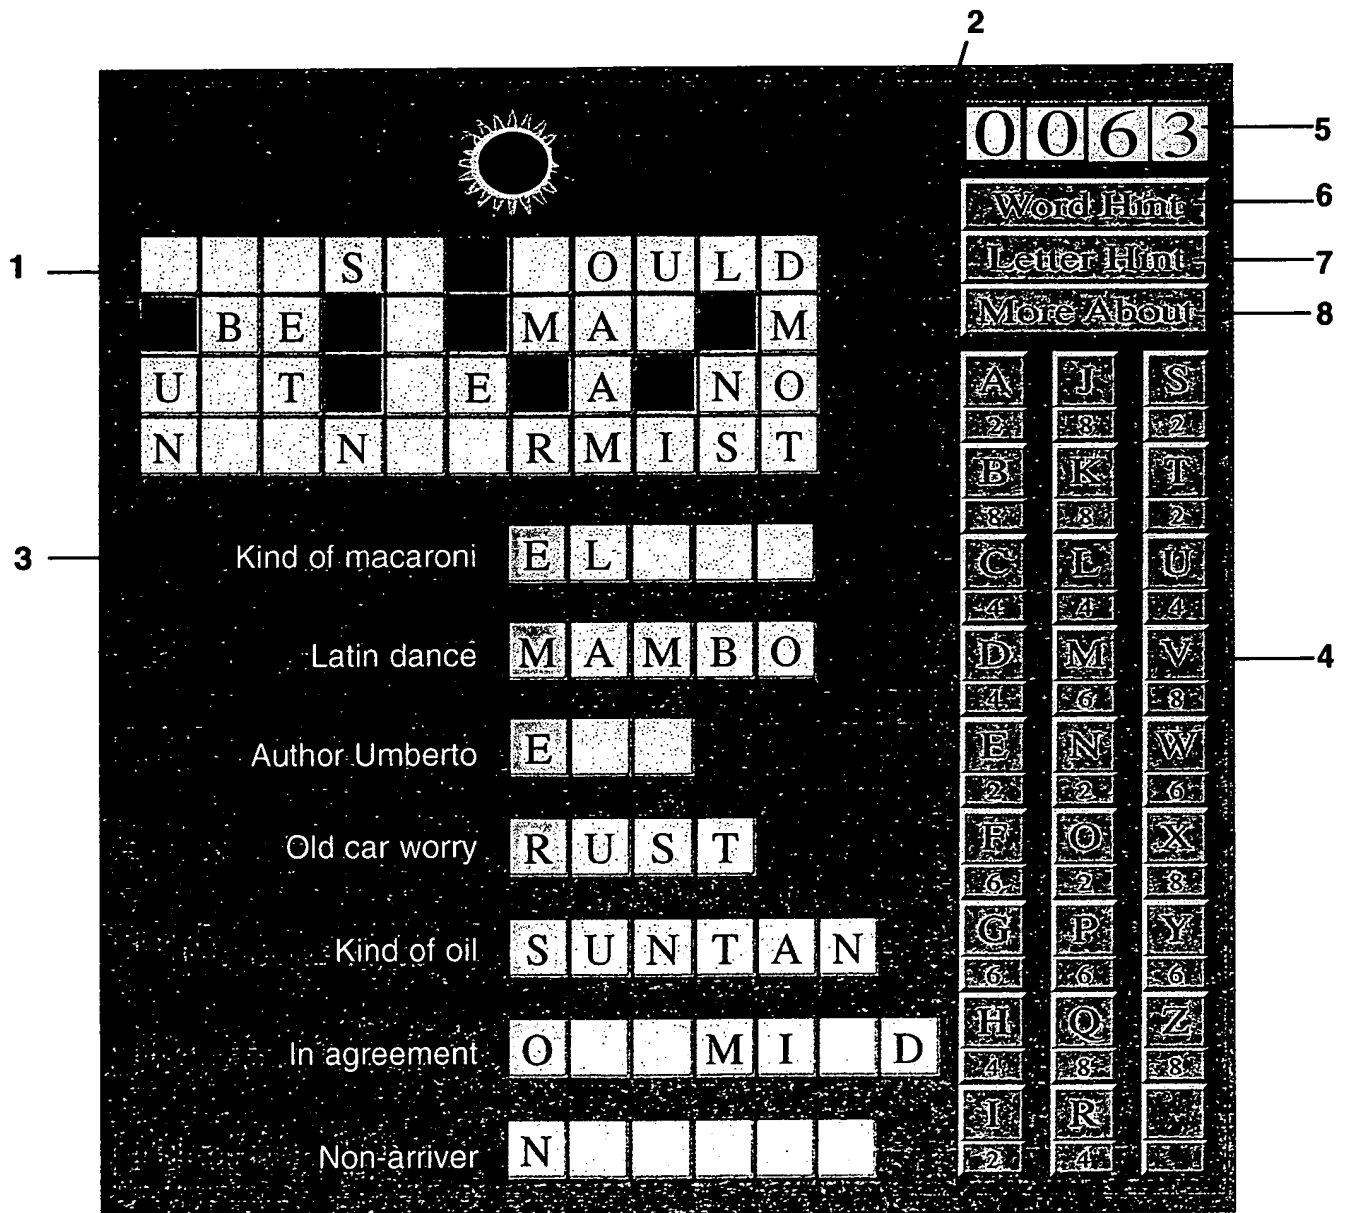 2
0063 5
Word Hint 6
Letter Hint 7
More About 8
1 S OULD
BE MA M
U T E A NO
N N RMIST
3 Kind of macaroni EL
Latin dance MAMBO
Author Umberto E
Old car worry RUST
Kind of oil SUNTAN
In agreement O MI D
Non-arriver N
A J S
2 8 2
B K T
8 8 2
C L U
4 4 4
D M V 4
4 6 8
E N W
2 2 6
F O X
6 2 8
G P Y
6 6 6
H Q Z
4 8 8
I R
2 4